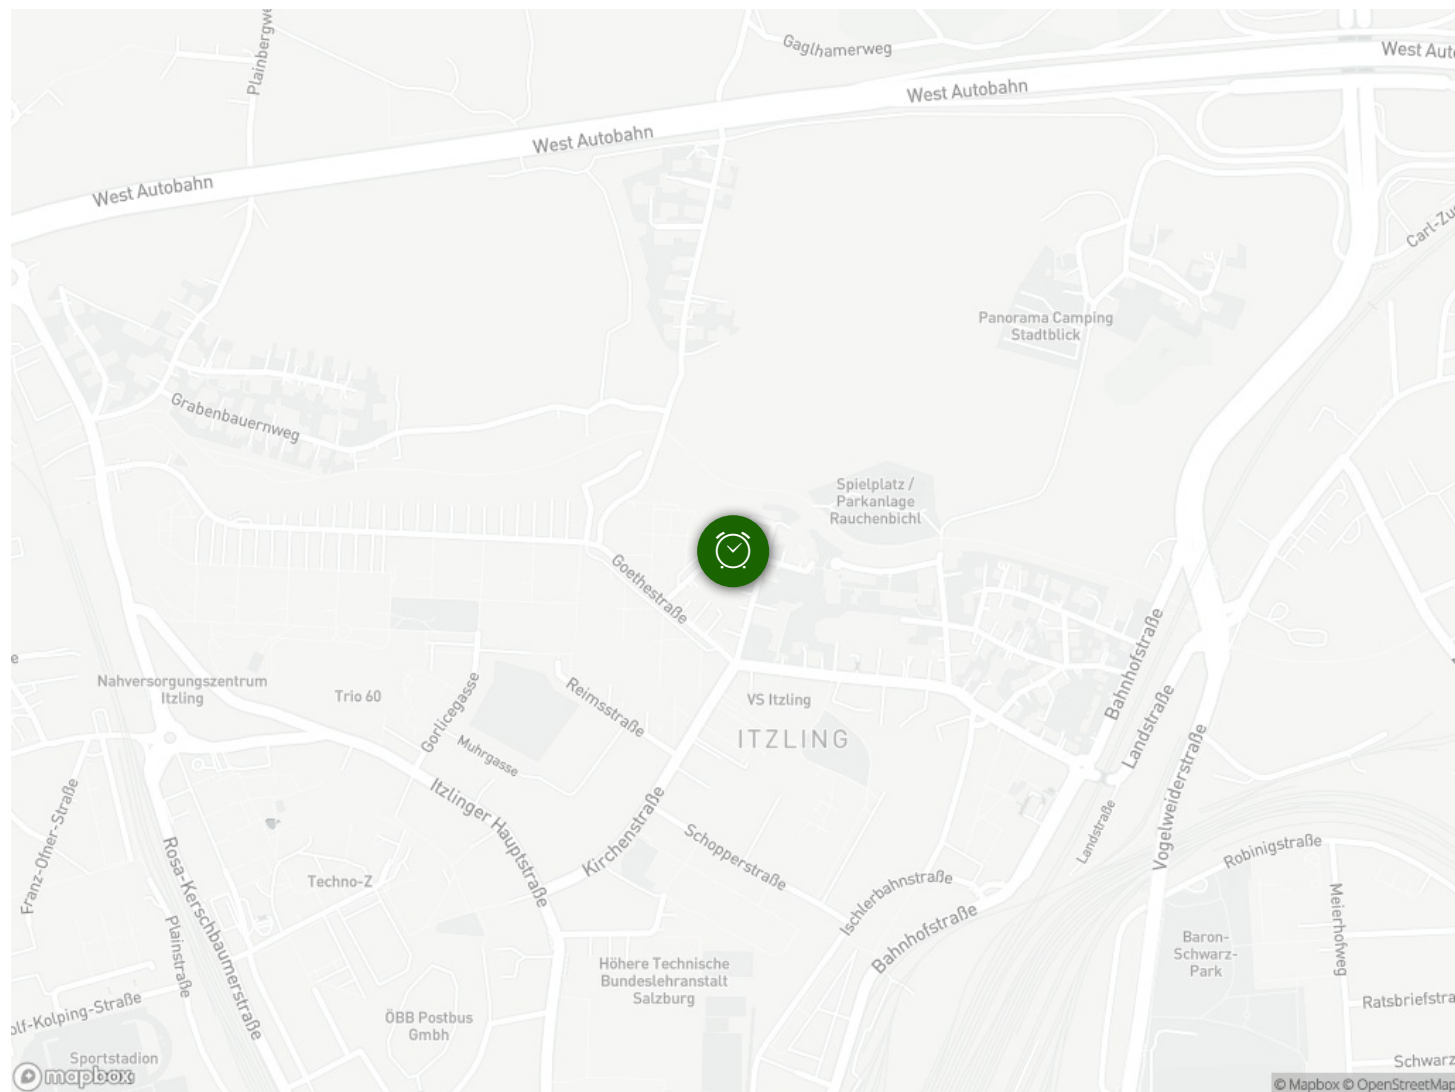 Plainbergwe
Gaglhamerweg
West Auto
West Autobahn
West Autobahn
West Autobahn
Carl-Zu
Panorama Camping
Stadtblick
Grabenbauernweg
Spielplatz /
Parkanlage
Rauchenbichl
Goethestraße
Bahnhofstraße
e
Nahversorgungszentrum
Itzling
Trio 60
Gorlicegasse
Reimsstraße
VS Itzling
Landstraße
ITZLING
Muhrgasse
Vogelweiderstraße
Itzlinger Hauptstraße
Kirchenstraße
Landstraße
Franz-Ofner-Straße
Schopperstraße
Robinigstraße
Rosa-Kerschbaumerstraße
Techno-Z
Ischlerbahnstraße
Meierhofweg
Plainstraße
Bahnhofstraße
Baron-
Schwarz-
Park
Höhere Technische
Bundeslehranstalt
Salzburg
olf-Kolping-Straße
Ratsbriefstra
ÖBB Postbus
Gmbh
Sportstadion
mapbox
Schwarz
© Mapbox © OpenStreetMap